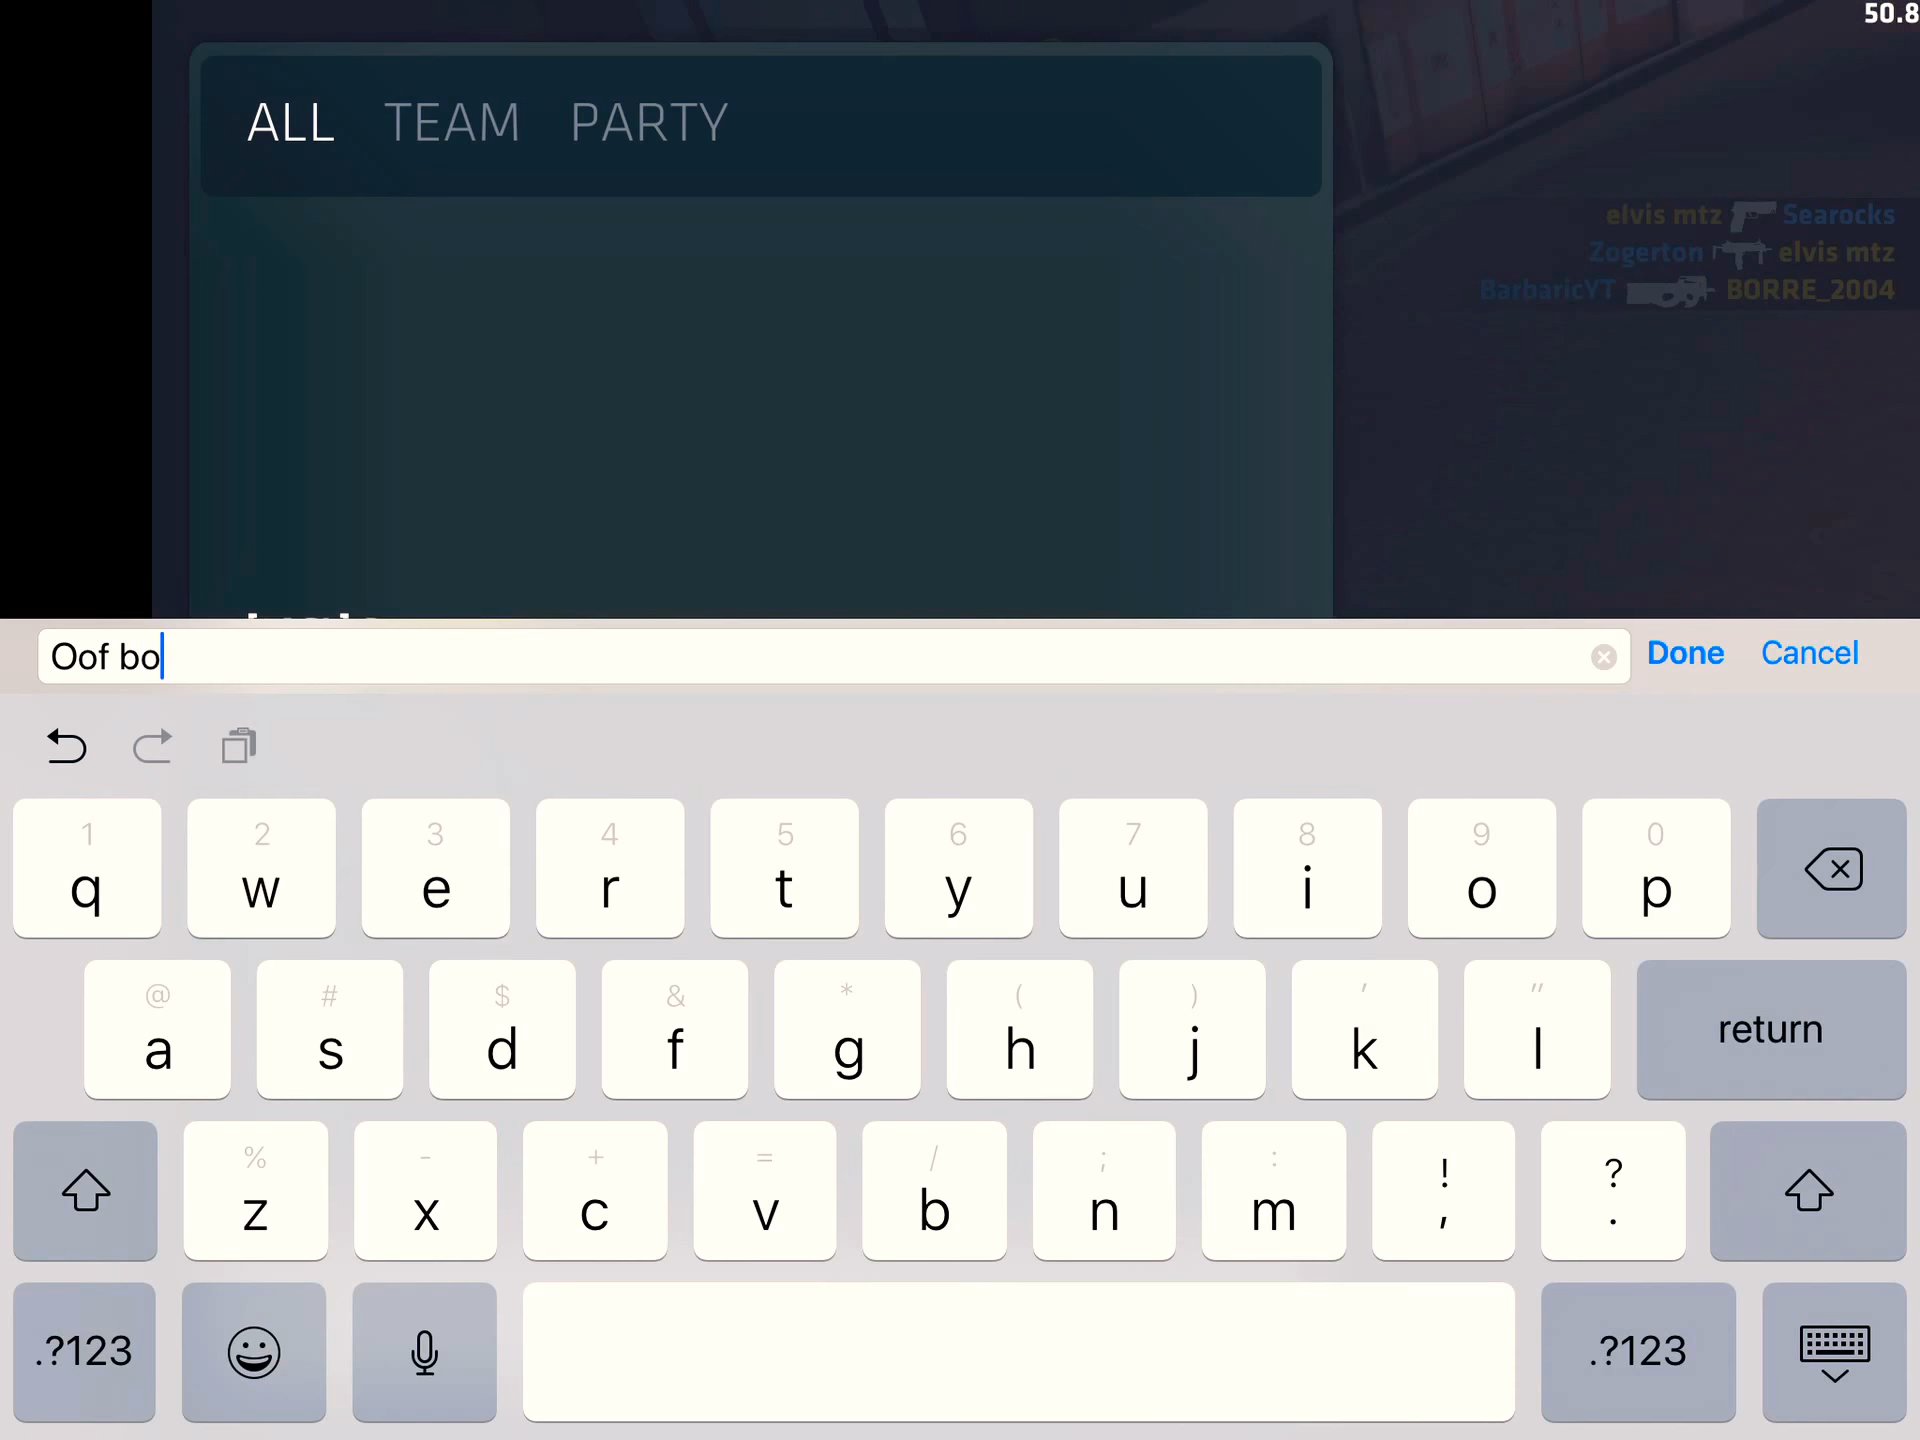 50.8
ALL TEAM PARTY
elvis mtz Searocks
Zogerton elvis mtz
BarbaricYT BORRE_2004
Oof bo Done Cancel
1 2 3 4 5 6 7 8 9 0
q w e r t y u i o p
@ # $ & * ( ) ' "
a s d f g h j k l return
% - + = / ; : ! ?
z x c v b n m , .
.?123 .?123